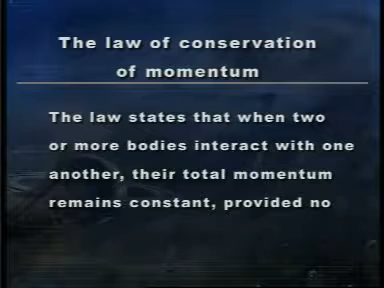 The law of conservation
of momentum
The law states that when two
or more bodies interact with one
another, their total momentum
remains constant, provided no